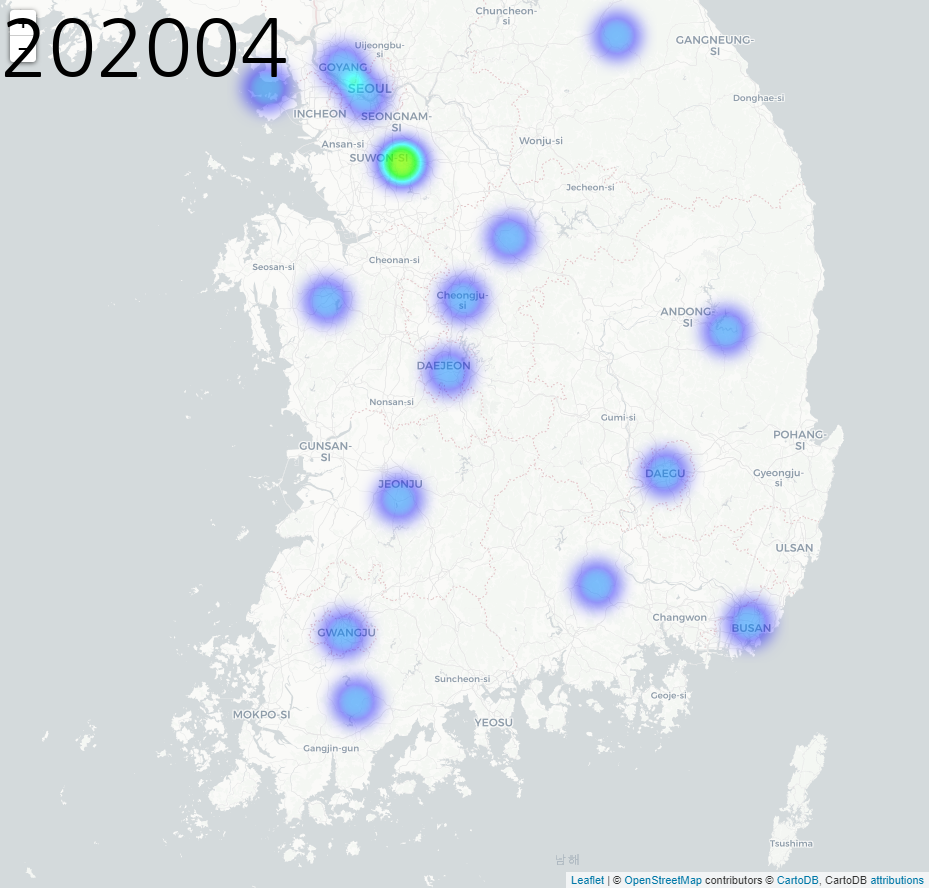 202004
+
−
Chuncheon-
si
GANGNEUNG-
SI
Uijeongbu-
si
GOYANG
SEOUL
Donghae-si
INCHEON
SEONGNAM-
SI
Ansan-si
Wonju-si
SUWON-SI
Jecheon-si
Cheonan-si
Seosan-si
Cheongju-
si
ANDONG-
SI
DAEJEON
Nonsan-si
Gumi-si
POHANG-
SI
GUNSAN-
SI
DAEGU
Gyeongju-
si
JEONJU
ULSAN
Changwon
BUSAN
GWANGJU
Suncheon-si
Geoje-si
MOKPO-SI
YEOSU
Gangjin-gun
Tsushima
남해
Leaflet | © OpenStreetMap contributors © CartoDB, CartoDB attributions